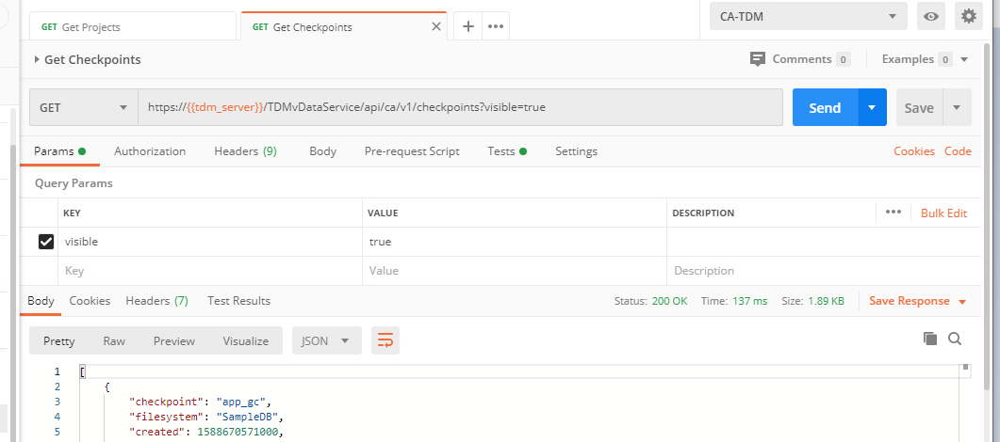 GET Get Projects
GET Get Checkpoints
CA-TDM
Get Checkpoints
Comments 0
Examples 0
GET
https://{{tdm_server}}/TDMvDataService/api/ca/v1/checkpoints?visible=true
Send
Save
Params
Authorization
Headers (9)
Body
Pre-request Script
Tests
Settings
Cookies
Code
Query Params
KEY VALUE DESCRIPTION
Bulk Edit
visible true
Key Value Description
Body
Cookies
Headers (7)
Test Results
Status: 200 OK
Time: 137 ms
Size: 1.89 KB
Save Response
Pretty
Raw
Preview
Visualize
JSON
1 [
2 {
3 "checkpoint": "app_gc",
4 "filesystem": "SampleDB",
5 "created": 1588670571000,